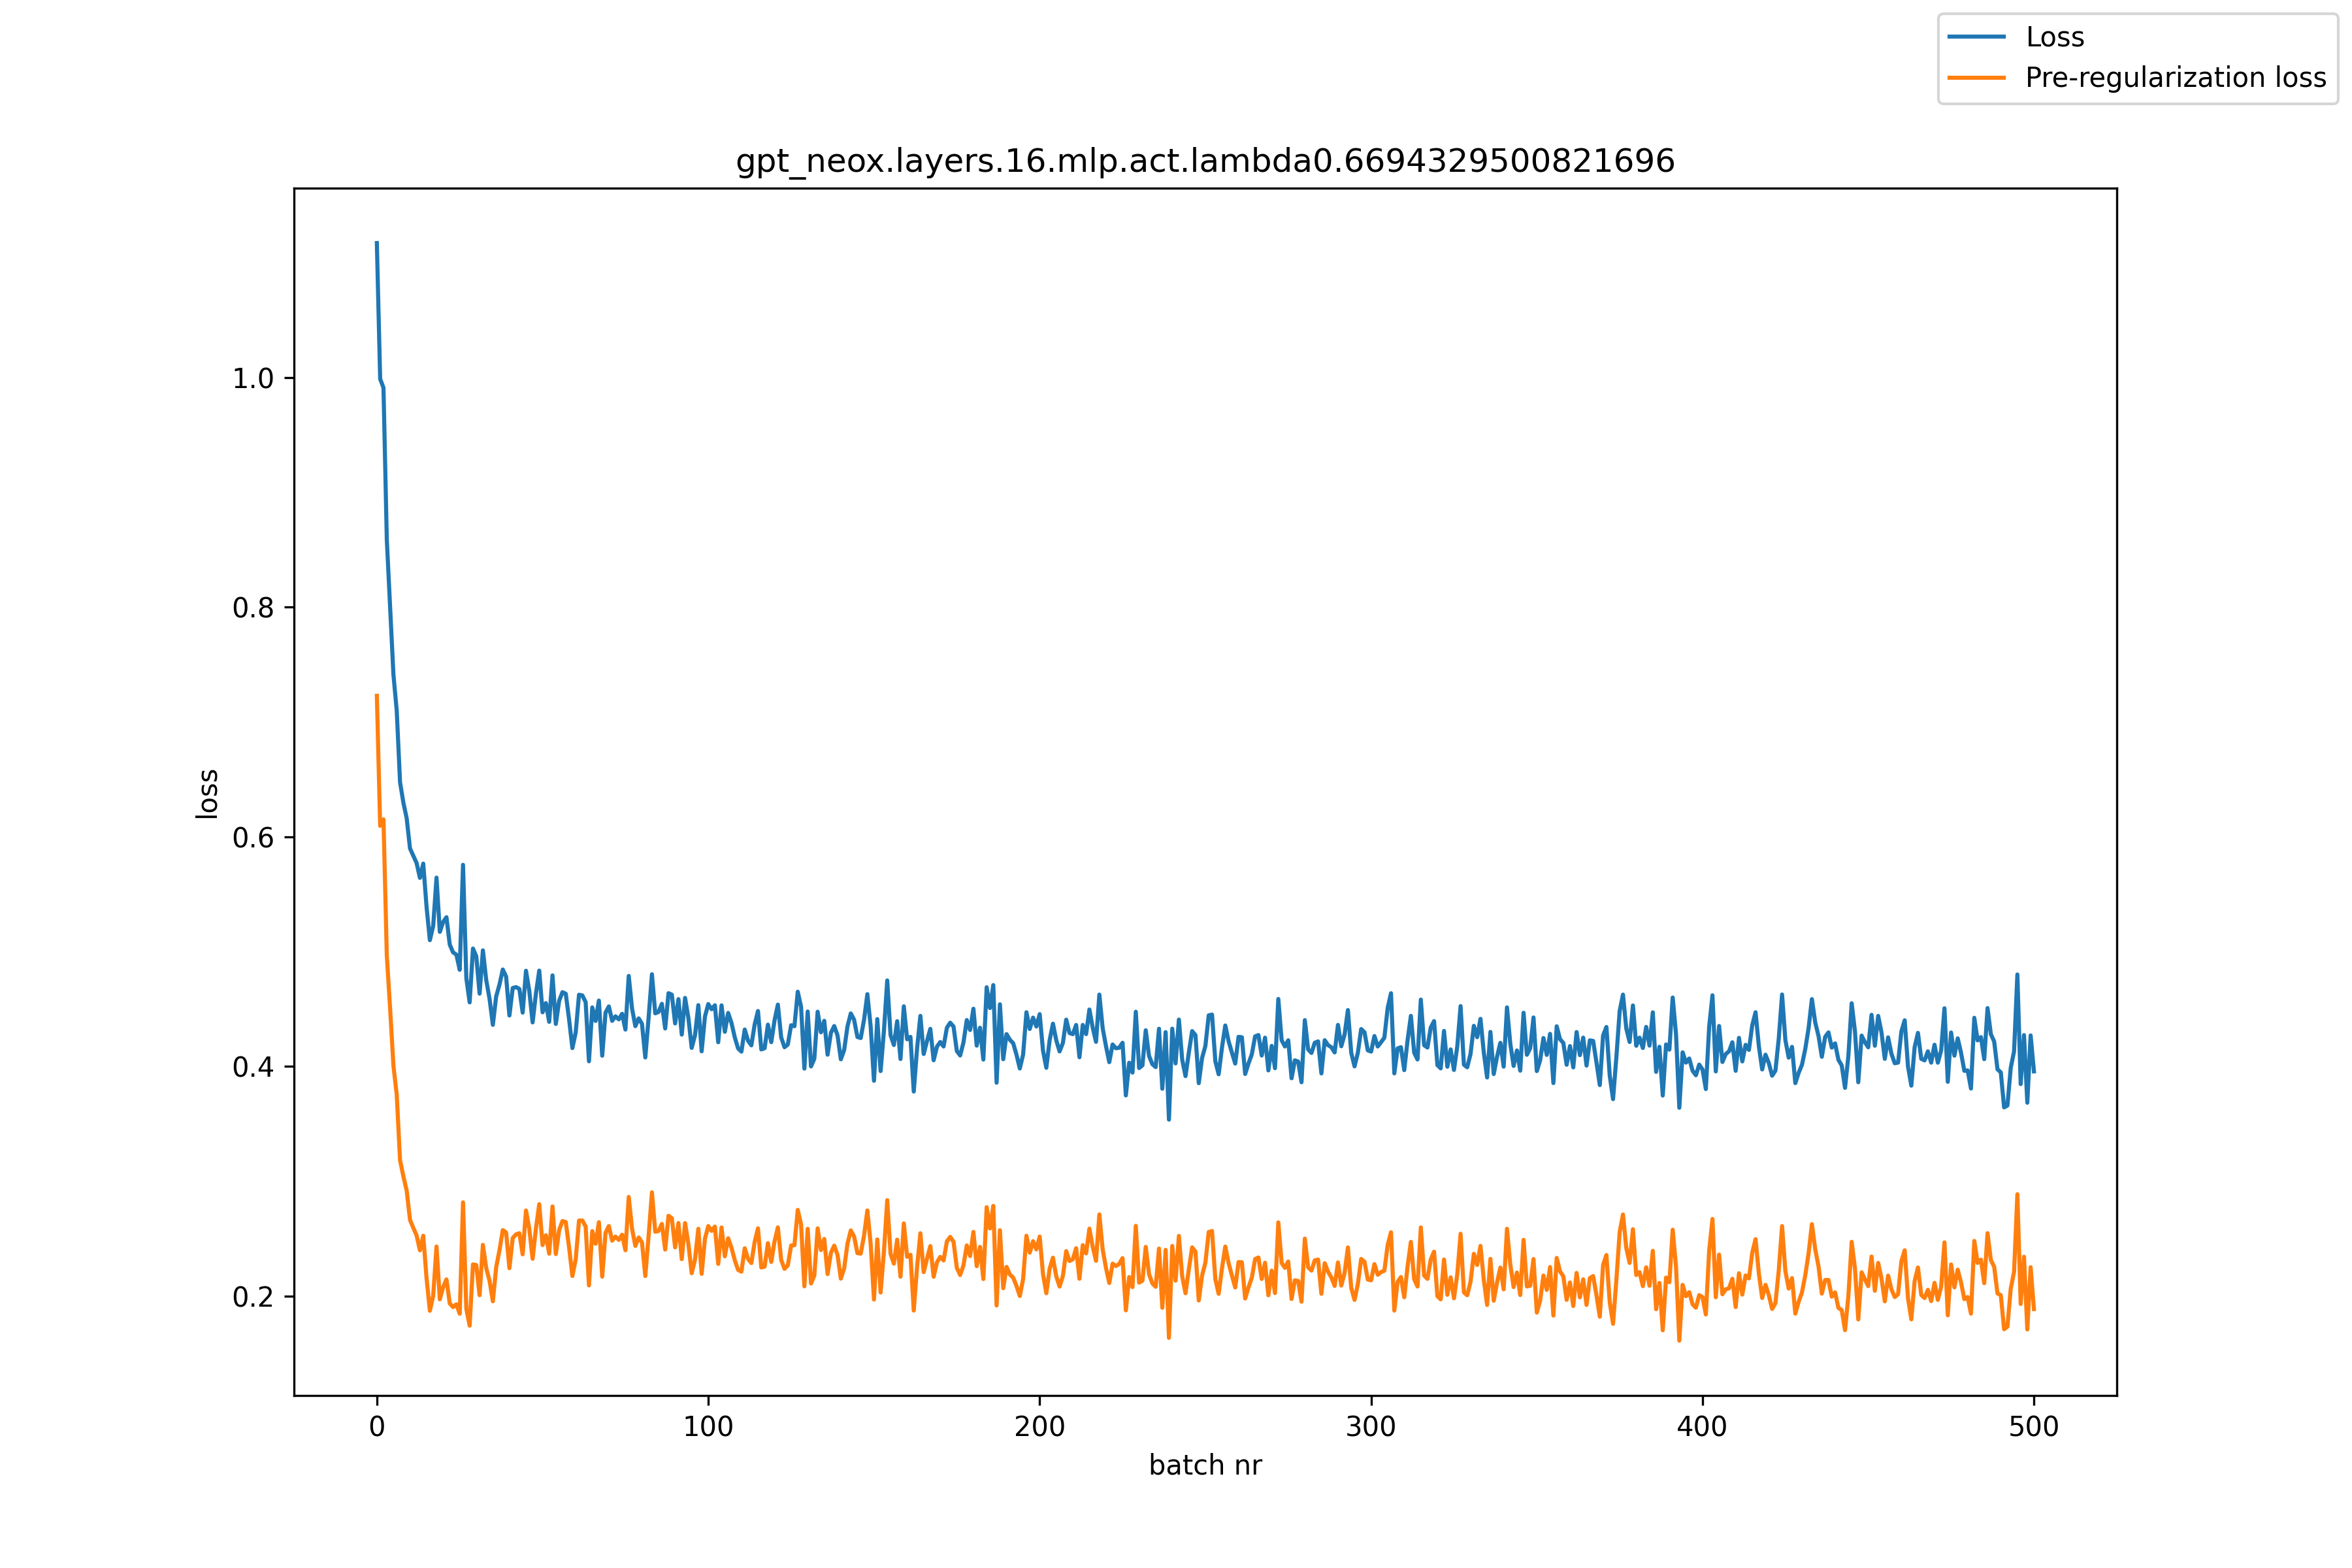 Loss
Pre-regularization loss
gpt_neox.layers.16.mlp.act.lambda0.6694329500821696
1.0
0.8
0.6
0.4
0.2
loss
0 100 200 300 400 500
batch nr